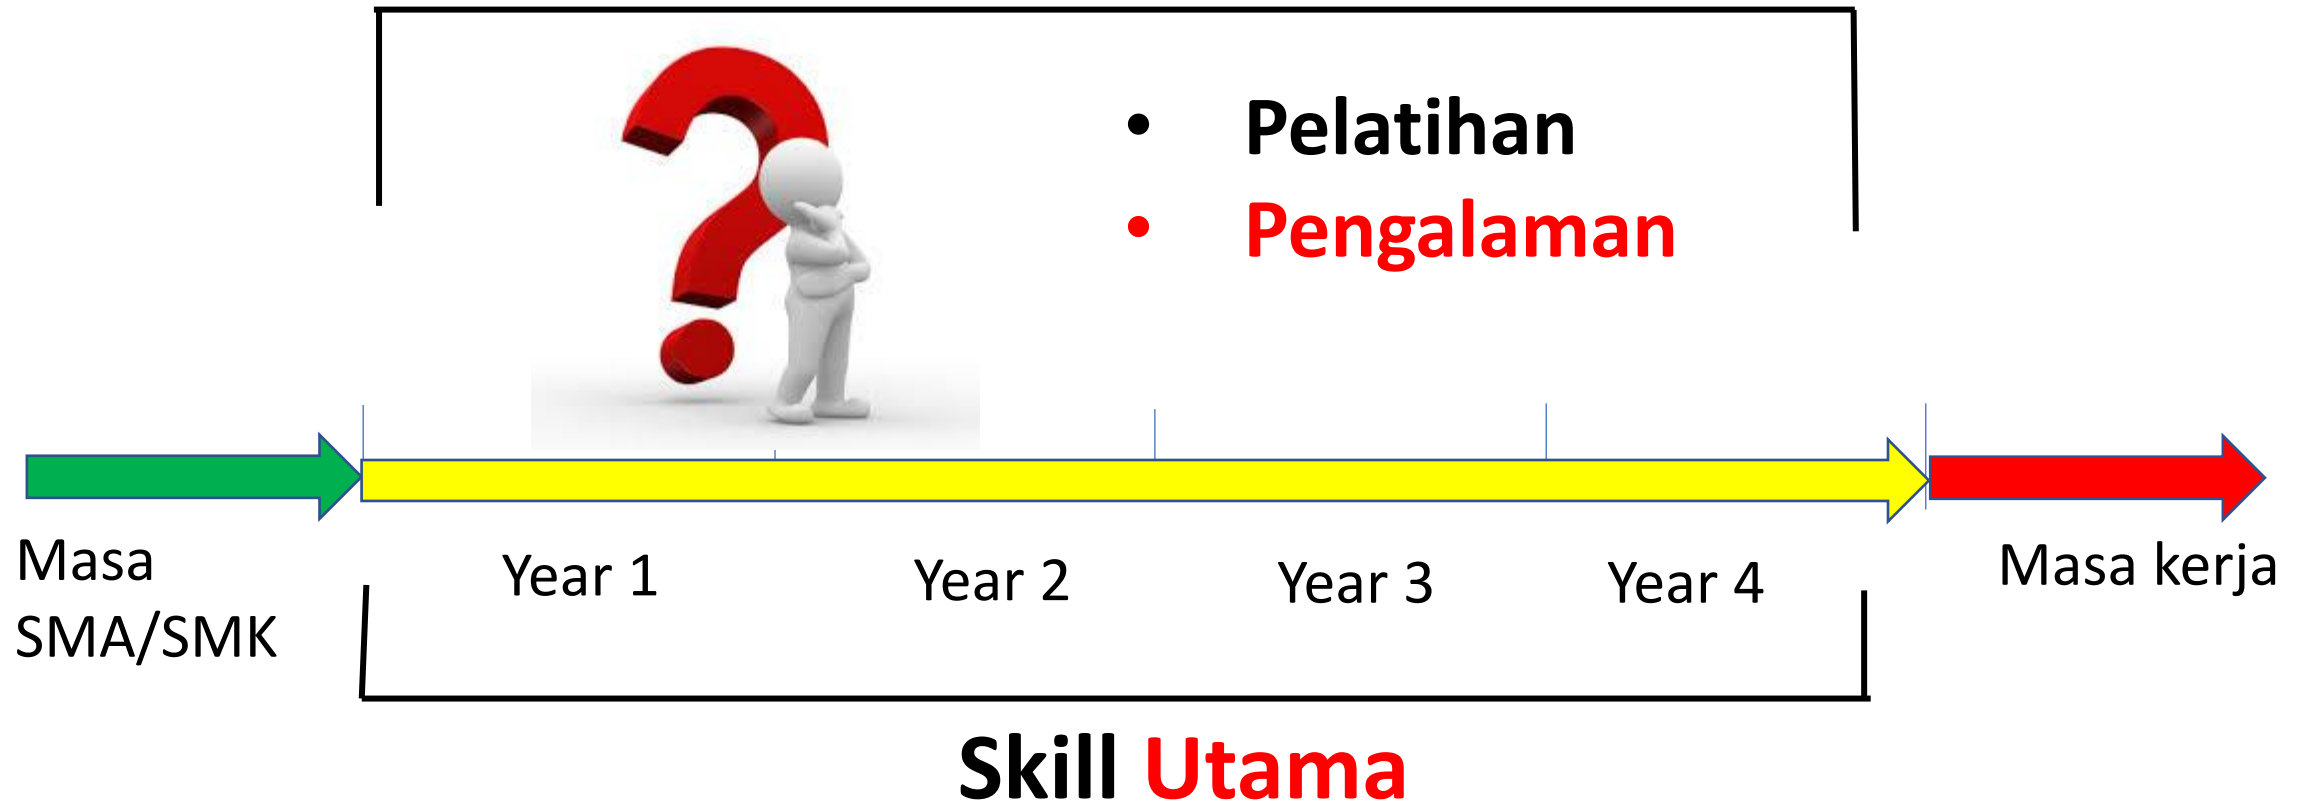 • Pelatihan
• Pengalaman
Masa
SMA/SMK
Year 1
Year 2
Year 3
Year 4
Masa kerja
Skill Utama